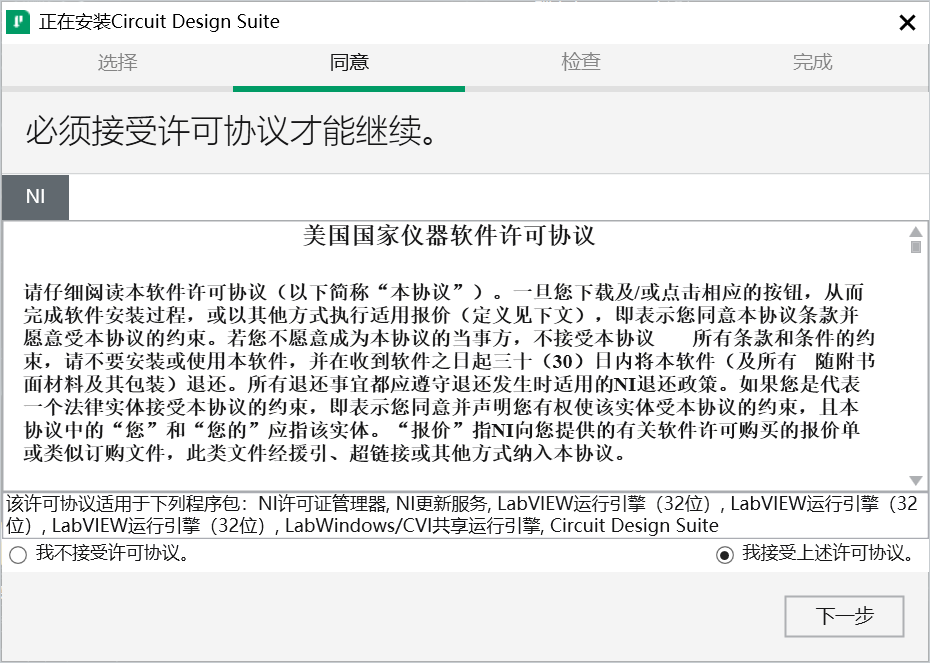 正在安装Circuit Design Suite
选择 同意 检查 完成
必须接受许可协议才能继续。
NI
美国国家仪器软件许可协议
请仔细阅读本软件许可协议（以下简称“本协议”）。一旦您下载及/或点击相应的按钮，从而
完成软件安装过程，或以其他方式执行适用报价（定义见下文），即表示您同意本协议条款并
愿意受本协议的约束。若您不愿意成为本协议的当事方，不接受本协议 所有条款和条件的约
束，请不要安装或使用本软件，并在收到软件之日起三十（30）日内将本软件（及所有 随附书
面材料及其包装）退还。所有退还事宜都应遵守退还发生时适用的NI退还政策。如果您是代表
一个法律实体接受本协议的约束，即表示您同意并声明您有权使该实体受本协议的约束，且本
协议中的“您”和“您的”应指该实体。“报价”指NI向您提供的有关软件许可购买的报价单
或类似订购文件，此类文件经援引、超链接或其他方式纳入本协议。
该许可协议适用于下列程序包：NI许可证管理器, NI更新服务, LabVIEW运行引擎（32位）, LabVIEW运行引擎（32
位）, LabVIEW运行引擎（32位）, LabWindows/CVI共享运行引擎, Circuit Design Suite
我不接受许可协议。 我接受上述许可协议。
下一步